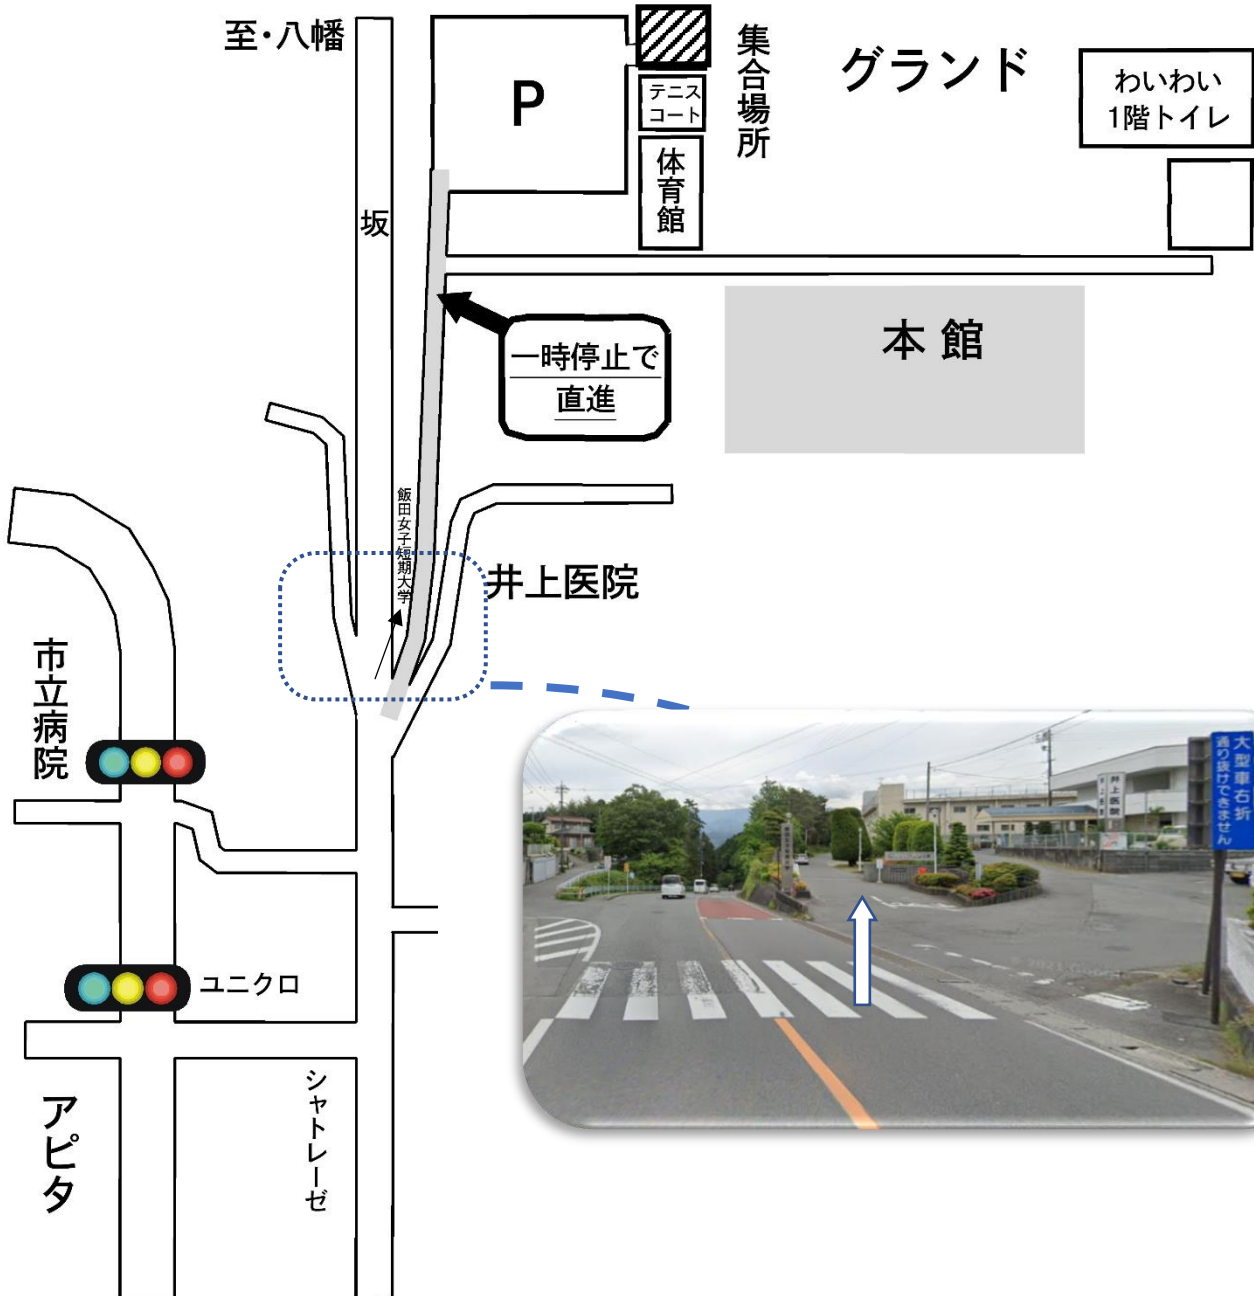 至・八幡
P
テニス
コート
体育館
集合場所
グランド
わいわい
1階トイレ
坂
一時停止で
直進
本館
飯田女子短期大学
井上医院
市立病院
ユニクロ
アピタ
シャトレーゼ
井上医院
大型車右折
通り抜けできません